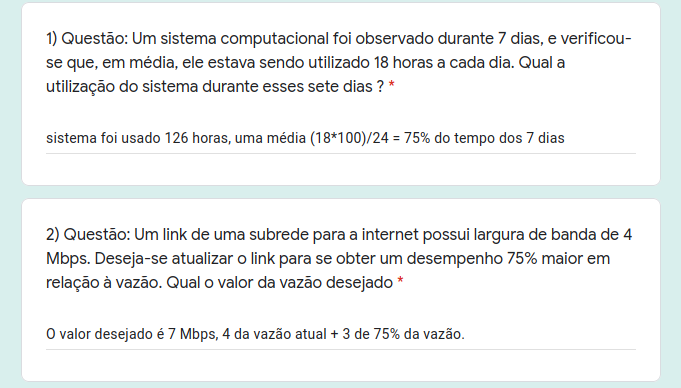 1) Questão: Um sistema computacional foi observado durante 7 dias, e verificou-
se que, em média, ele estava sendo utilizado 18 horas a cada dia. Qual a
utilização do sistema durante esses sete dias ? *
sistema foi usado 126 horas, uma média (18*100)/24 = 75% do tempo dos 7 dias
2) Questão: Um link de uma subrede para a internet possui largura de banda de 4
Mbps. Deseja-se atualizar o link para se obter um desempenho 75% maior em
relação à vazão. Qual o valor da vazão desejado *
O valor desejado é 7 Mbps, 4 da vazão atual + 3 de 75% da vazão.